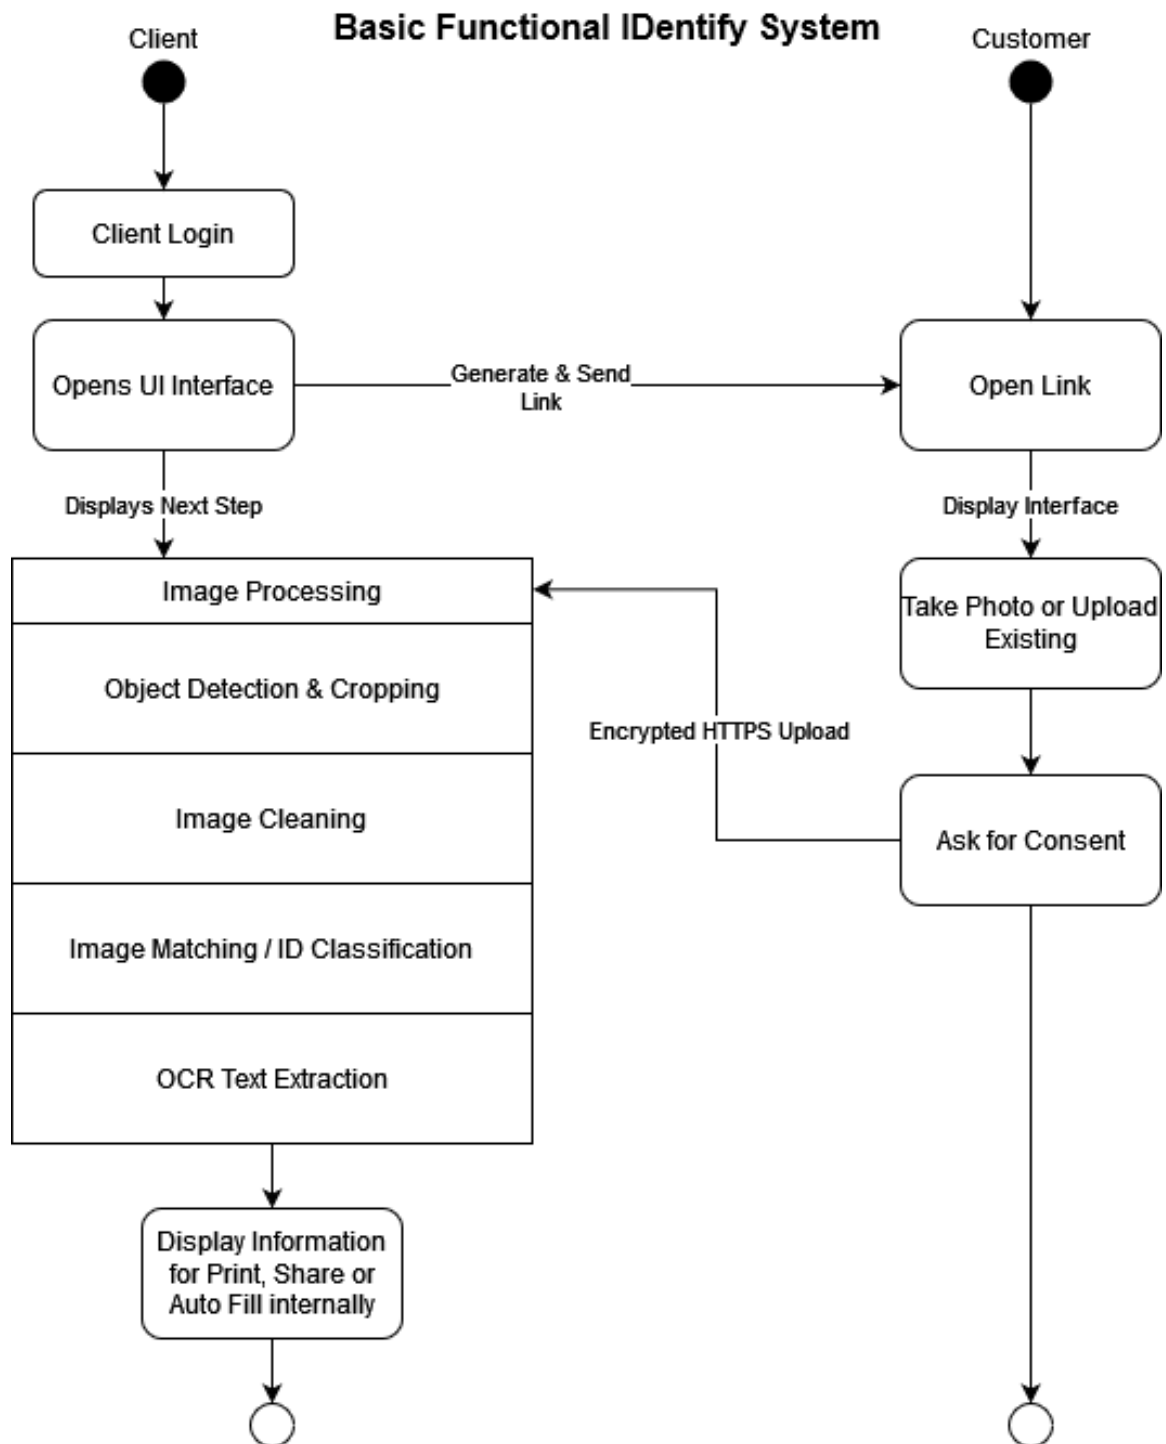 Basic Functional IDentify System
Client
Customer
Client Login
Opens UI Interface
Generate & Send
Link
Open Link
Displays Next Step
Display Interface
Image Processing
Take Photo or Upload
Existing
Object Detection & Cropping
Encrypted HTTPS Upload
Image Cleaning
Ask for Consent
Image Matching / ID Classification
OCR Text Extraction
Display Information
for Print, Share or
Auto Fill internally